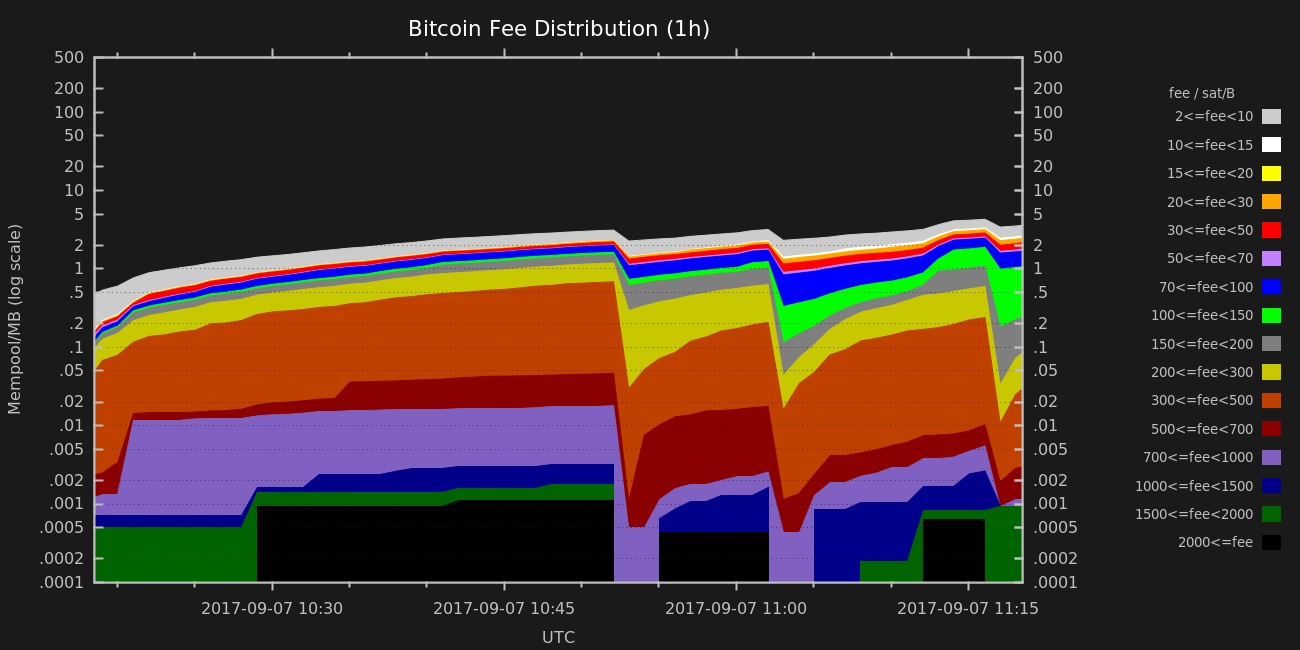 Bitcoin Fee Distribution (1h)
500
200
100
50
20
10
5
2
1
.5
.2
.1
.05
.02
.01
.005
.002
.001
.0005
.0002
.0001
Mempool/MB (log scale)
500
200
100
50
20
10
5
2
1
.5
.2
.1
.05
.02
.01
.005
.002
.001
.0005
.0002
.0001
2017-09-07 10:30
2017-09-07 10:45
2017-09-07 11:00
2017-09-07 11:15
UTC
fee / sat/B
2<=fee<10
10<=fee<15
15<=fee<20
20<=fee<30
30<=fee<50
50<=fee<70
70<=fee<100
100<=fee<150
150<=fee<200
200<=fee<300
300<=fee<500
500<=fee<700
700<=fee<1000
1000<=fee<1500
1500<=fee<2000
2000<=fee